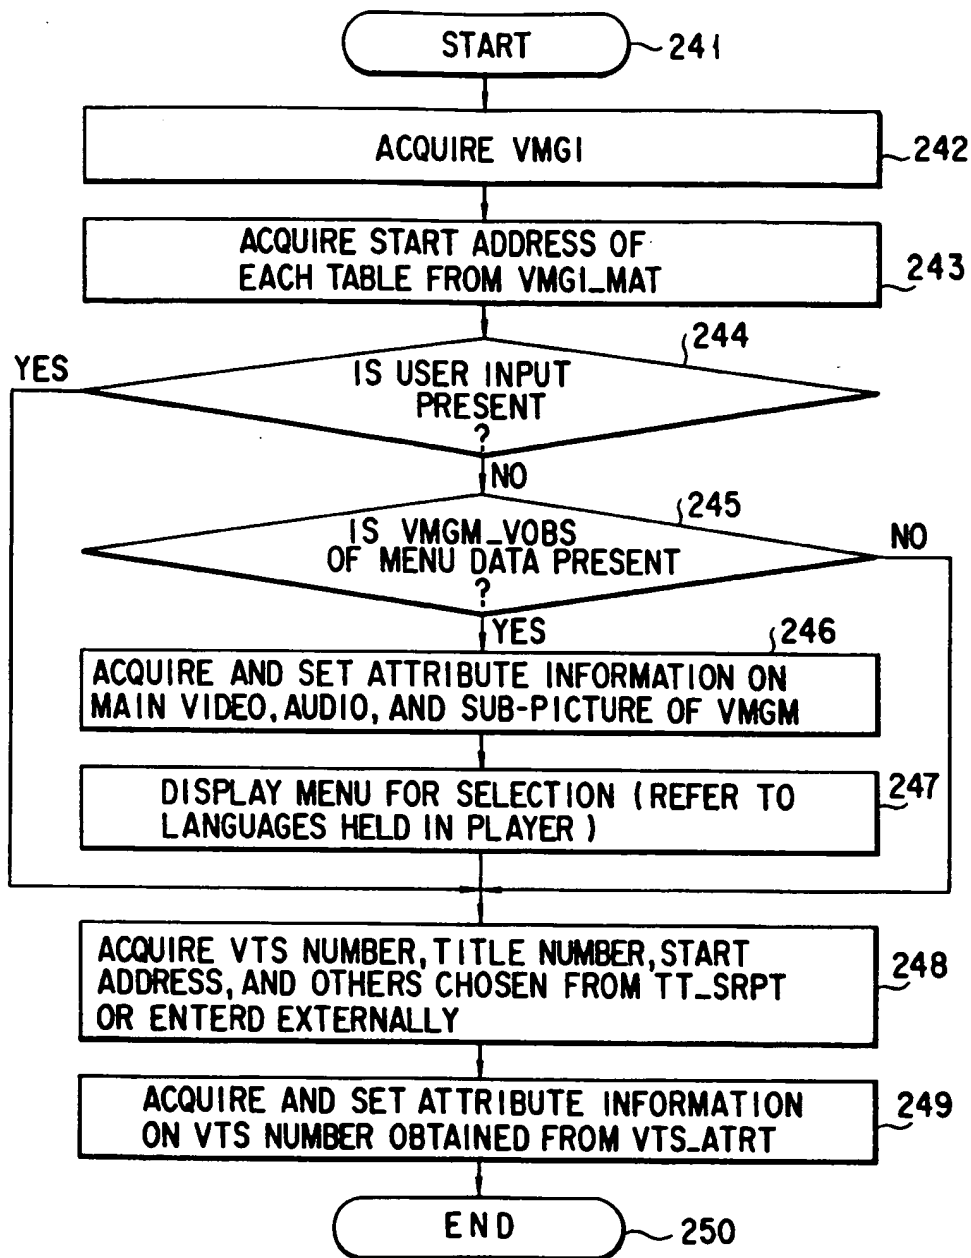 START
241
ACQUIRE VMGI
242
ACQUIRE START ADDRESS OF
EACH TABLE FROM VMGI_MAT
243
244
YES
IS USER INPUT
PRESENT
?
NO
245
IS VMGM_VOBS
OF MENU DATA PRESENT
?
NO
YES
246
ACQUIRE AND SET ATTRIBUTE INFORMATION ON
MAIN VIDEO, AUDIO, AND SUB-PICTURE OF VMGM
DISPLAY MENU FOR SELECTION (REFER TO
LANGUAGES HELD IN PLAYER)
247
ACQUIRE VTS NUMBER, TITLE NUMBER, START
ADDRESS, AND OTHERS CHOSEN FROM TT_SRPT
OR ENTERD EXTERNALLY
248
ACQUIRE AND SET ATTRIBUTE INFORMATION
ON VTS NUMBER OBTAINED FROM VTS_ATRT
249
END
250